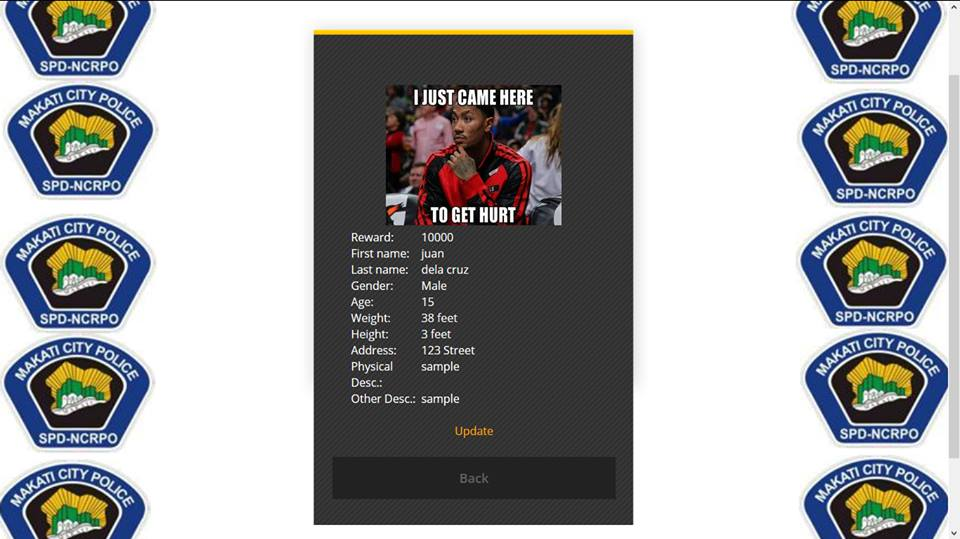 SPD-NCRPO
MAKATI CITY POLICE
SPD-NCRPO
MAKATI CITY POLICE
SPD-NCRPO
MAKATI CITY POLICE
SPD-NCRPO
MAKATI CITY POLICE
I JUST CAME HERE
TO GET HURT
Reward: 10000
First name: juan
Last name: dela cruz
Gender: Male
Age: 15
Weight: 38 feet
Height: 3 feet
Address: 123 Street
Physical sample
Desc.:
Other Desc.: sample
Update
Back
SPD-NCRPO
MAKATI CITY POLICE
SPD-NCRPO
MAKATI CITY POLICE
SPD-NCRPO
MAKATI CITY POLICE
SPD-NCRPO
MAKATI CITY POLICE